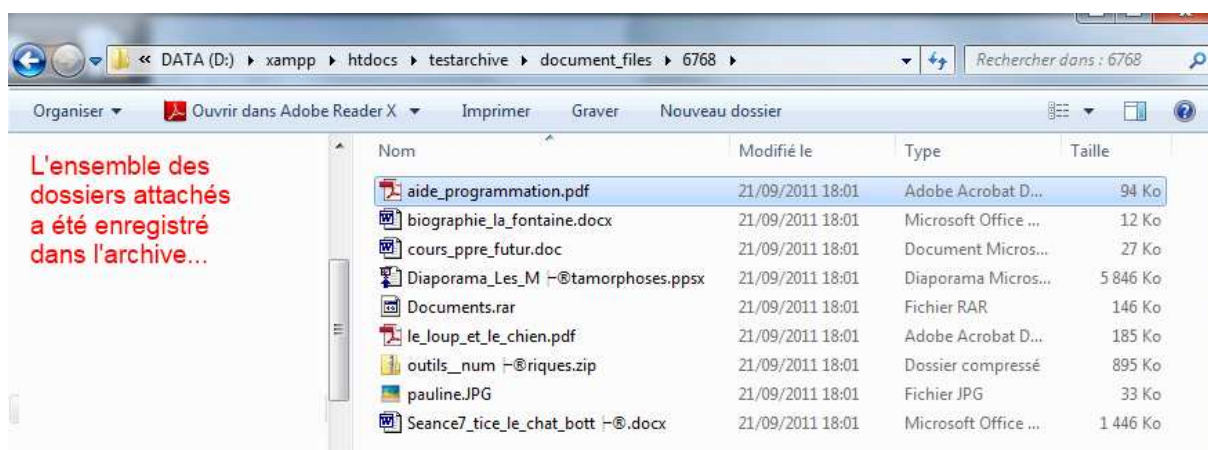 « DATA (D:) ▸ xampp ▸ htdocs ▸ testarchive ▸ document_files ▸ 6768 ▸ Rechercher dans : 6768
Organiser Ouvrir dans Adobe Reader X Imprimer Graver Nouveau dossier
L'ensemble des
dossiers attachés
a été enregistré
dans l'archive...
Nom Modifié le Type Taille
aide_programmation.pdf 21/09/2011 18:01 Adobe Acrobat D... 94 Ko
biographie_la_fontaine.docx 21/09/2011 18:01 Microsoft Office ... 12 Ko
cours_ppre_futur.doc 21/09/2011 18:01 Document Micros... 27 Ko
Diaporama_Les_M├®tamorphoses.ppsx 21/09/2011 18:01 Diaporama Micros... 5 846 Ko
Documents.rar 21/09/2011 18:01 Fichier RAR 146 Ko
le_loup_et_le_chien.pdf 21/09/2011 18:01 Adobe Acrobat D... 185 Ko
outils__num├®riques.zip 21/09/2011 18:01 Dossier compressé 895 Ko
pauline.JPG 21/09/2011 18:01 Fichier JPG 33 Ko
Seance7_tice_le_chat_bott├®.docx 21/09/2011 18:01 Microsoft Office ... 1 446 Ko